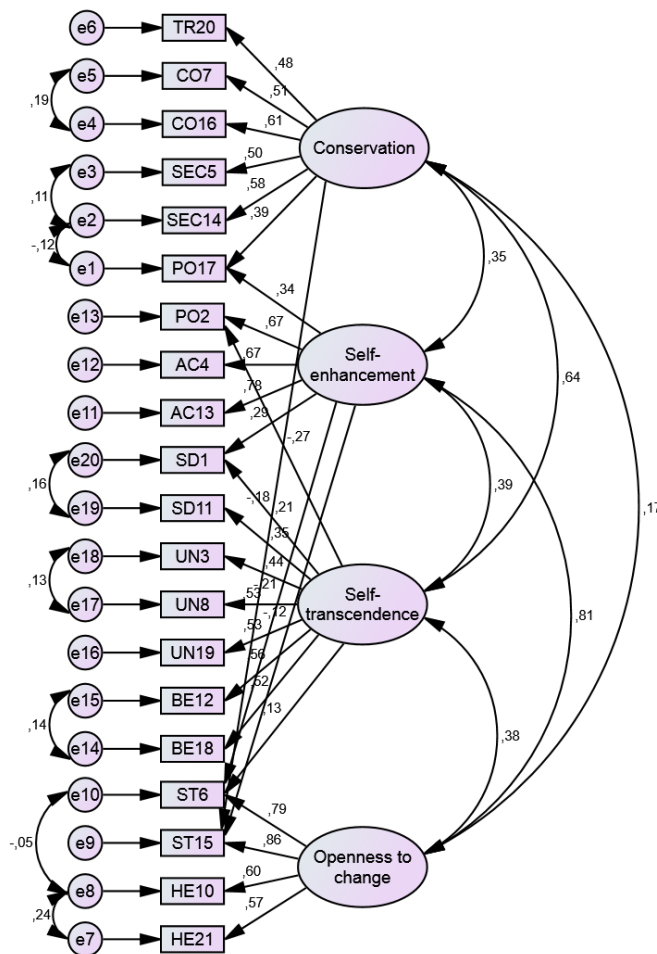 e6 TR20
,48
e5 CO7
,51
,19
e4 CO16
,61
Conservation
e3 SEC5
,50
,11
,58
e2 SEC14
,39
-,12
,35
e1 PO17
,34
e13 PO2
,67
e12 AC4
,67
Self-
enhancement
,64
,78
e11 AC13
,29
-,27
e20 SD1
,16
-,18
,21
,39
e19 SD11
,35
,17
e18 UN3
,44
,13
-,21
e17 UN8
,53
-,12
Self-
transcendence
,81
,53
e16 UN19
,56
,52
e15 BE12
,13
,14
,38
e14 BE18
e10 ST6
,79
-,05
e9 ST15
,86
Openness to
change
e8 HE10
,60
,24
,57
e7 HE21